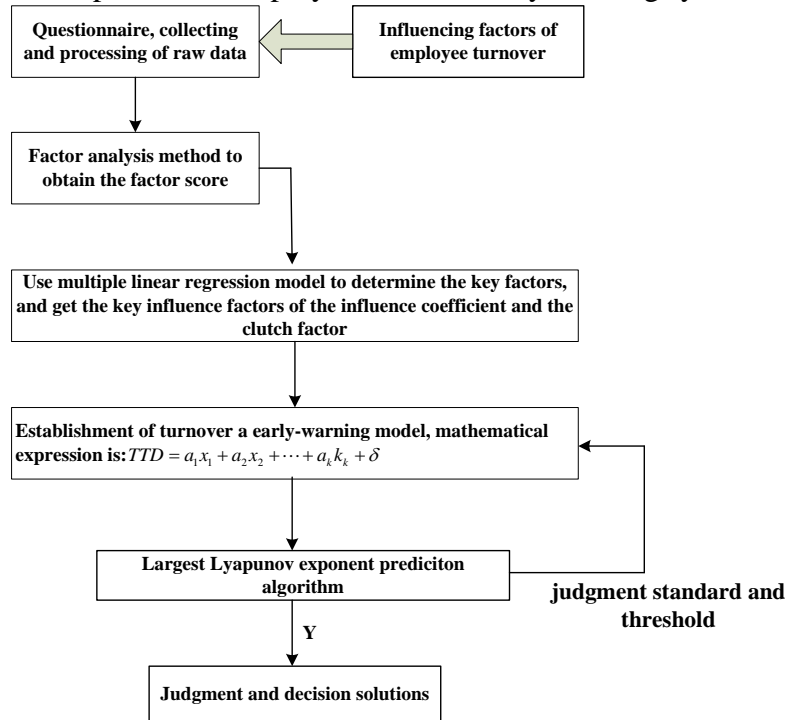 Questionnaire, collecting
and processing of raw data
Influencing factors of
employee turnover
Factor analysis method to
obtain the factor score
Use multiple linear regression model to determine the key factors,
and get the key influence factors of the influence coefficient and the
clutch factor
Establishment of turnover a early-warning model, mathematical
expression is: TTD = a₁x₁ + a₂x₂ + ⋯ + aₖkₖ + δ
Largest Lyapunov exponent prediciton
algorithm
judgment standard and
threshold
Y
Judgment and decision solutions